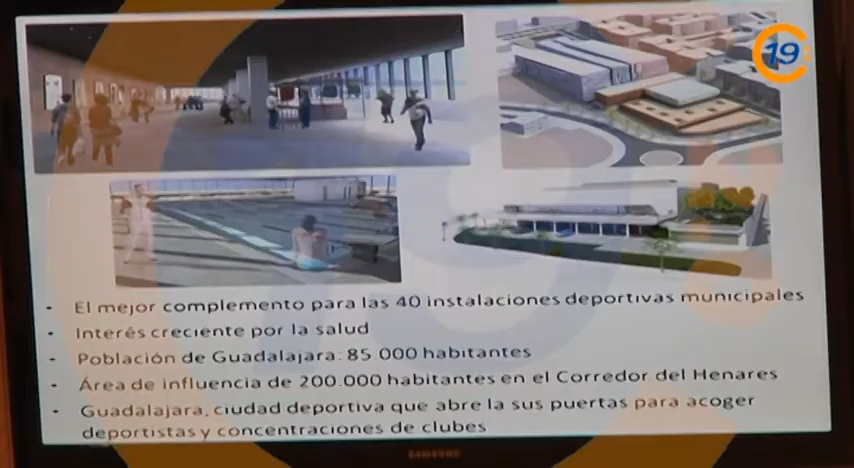 19
- El mejor complemento para las 40 instalaciones deportivas municipales
- Interés creciente por la salud
- Población de Guadalajara: 85.000 habitantes
- Área de influencia de 200.000 habitantes en el Corredor del Henares
- Guadalajara, ciudad deportiva que abre la sus puertas para acoger
deportistas y concentraciones de clubes
SAMSUNG